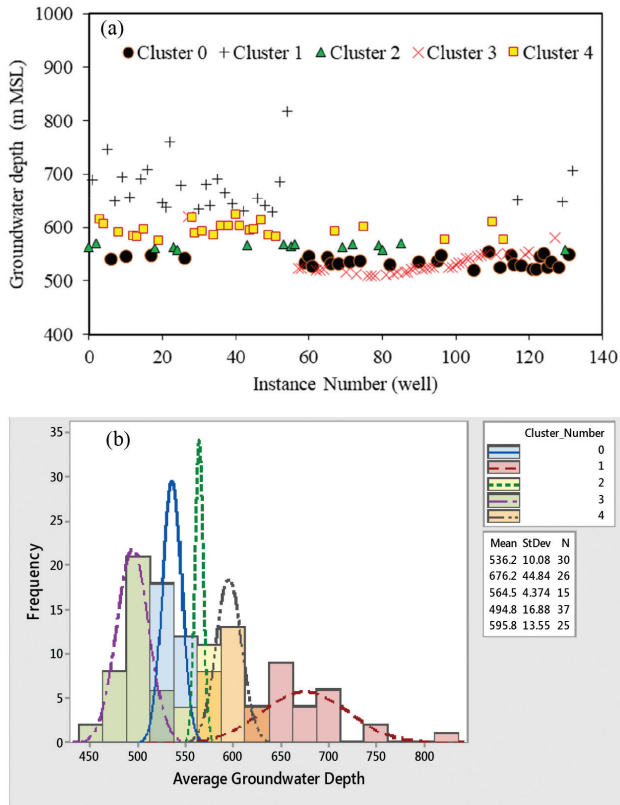 (a)
1000
900
800
700
600
500
400
Groundwater depth (m MSL)
Cluster 0 Cluster 1 Cluster 2 Cluster 3 Cluster 4
0 20 40 60 80 100 120 140
Instance Number (well)
(b)
35
30
25
20
15
10
5
0
Frequency
450 500 550 600 650 700 750 800
Average Groundwater Depth
Cluster_Number
0
1
2
3
4
Mean StDev N
536.2 10.08 30
676.2 44.84 26
564.5 4.374 15
494.8 16.88 37
595.8 13.55 25